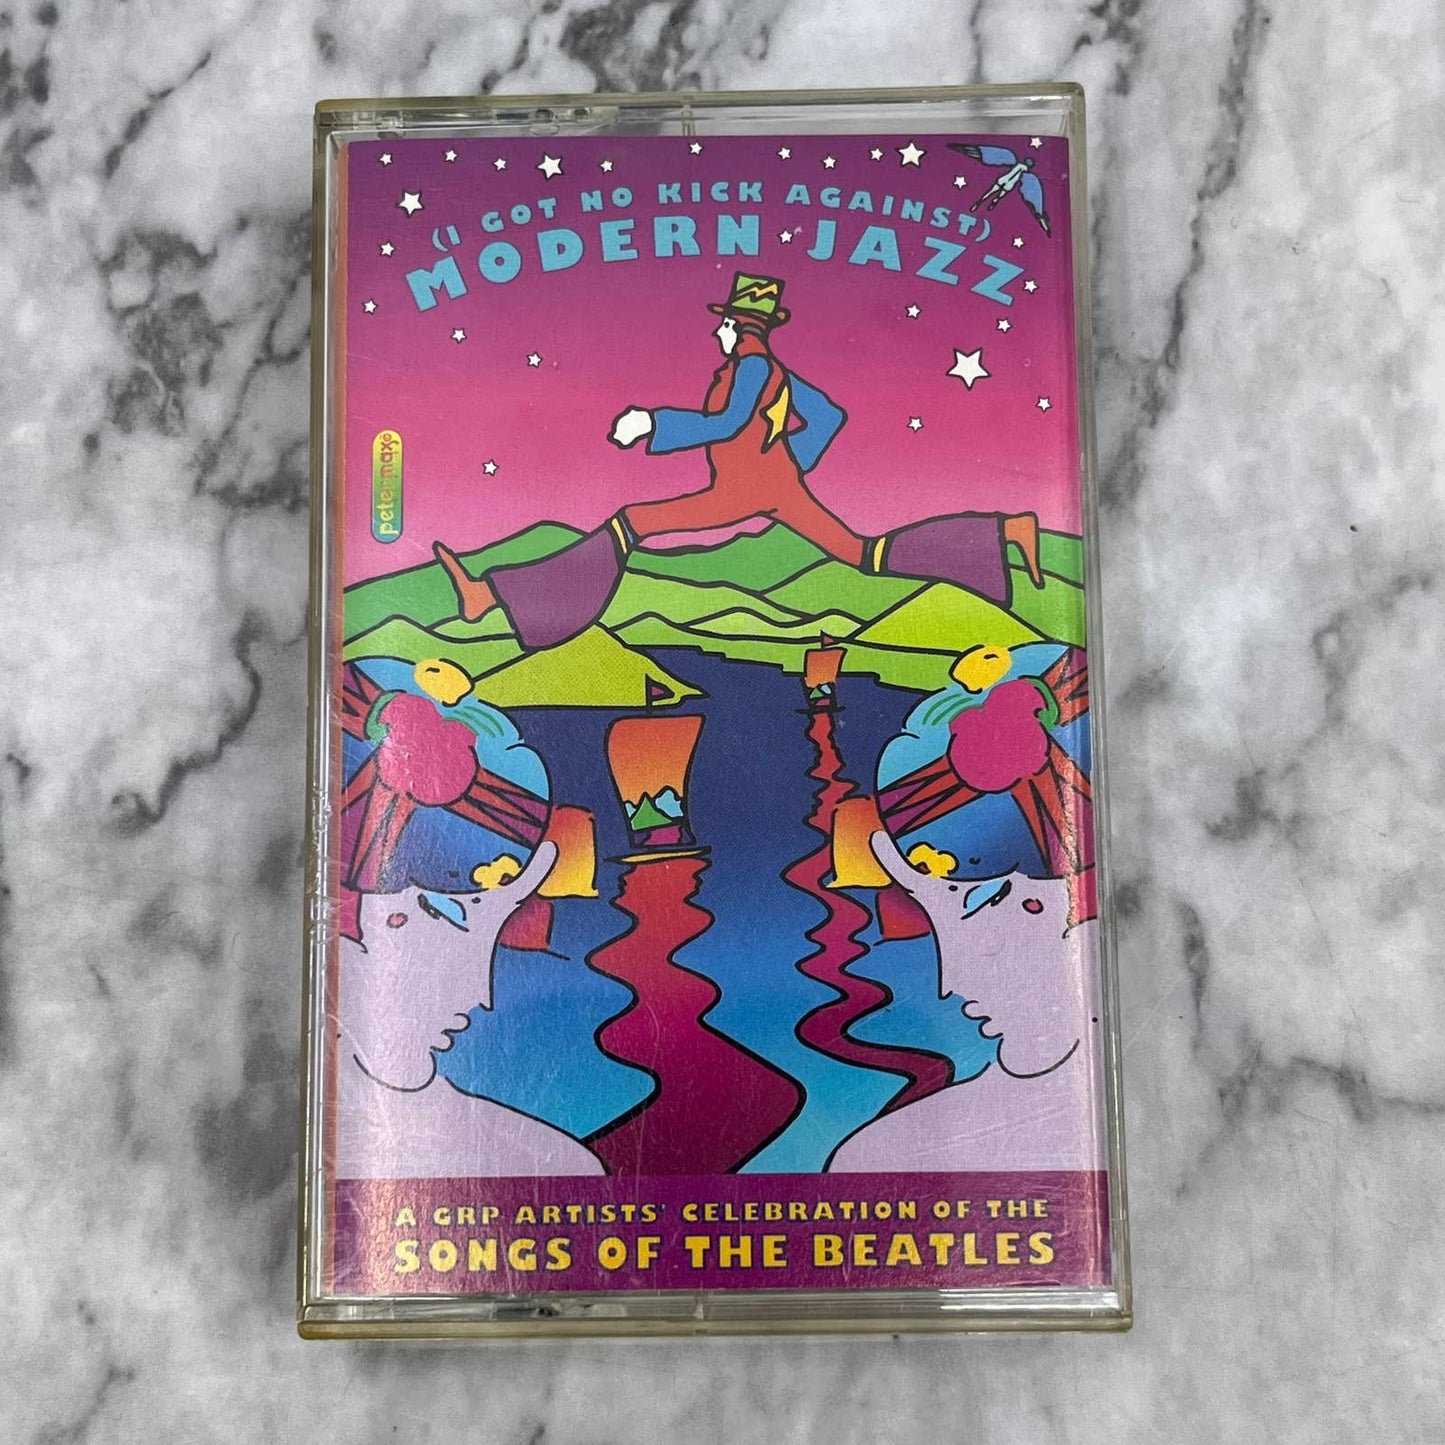 (I GOT NO KICK AGAINST)
MODERN JAZZ
petermax©
A GRP ARTISTS' CELEBRATION OF THE
SONGS OF THE BEATLES